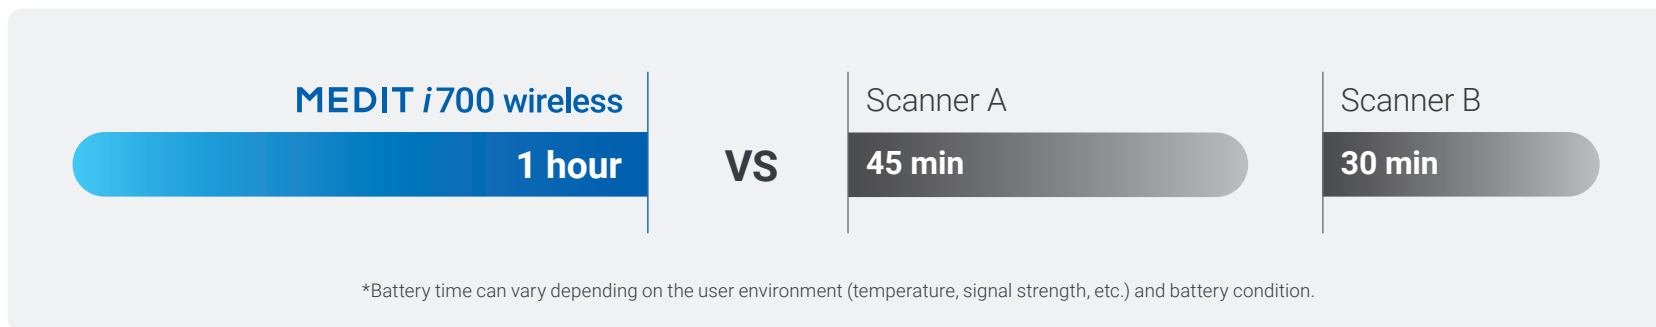 MEDIT i700 wireless
1 hour
VS
Scanner A
45 min
Scanner B
30 min
*Battery time can vary depending on the user environment (temperature, signal strength, etc.) and battery condition.